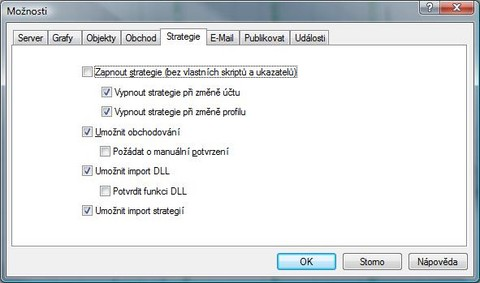 Možnosti
Server Grafy Objekty Obchod Strategie E-Mail Publikovat Události
Zapnout strategie (bez vlastních skriptů a ukazatelů)
Vypnout strategie při změně účtu
Vypnout strategie při změně profilu
Umožnit obchodování
Požádat o manuální potvrzení
Umožnit import DLL
Potvrdit funkci DLL
Umožnit import strategií
OK Storno Nápověda